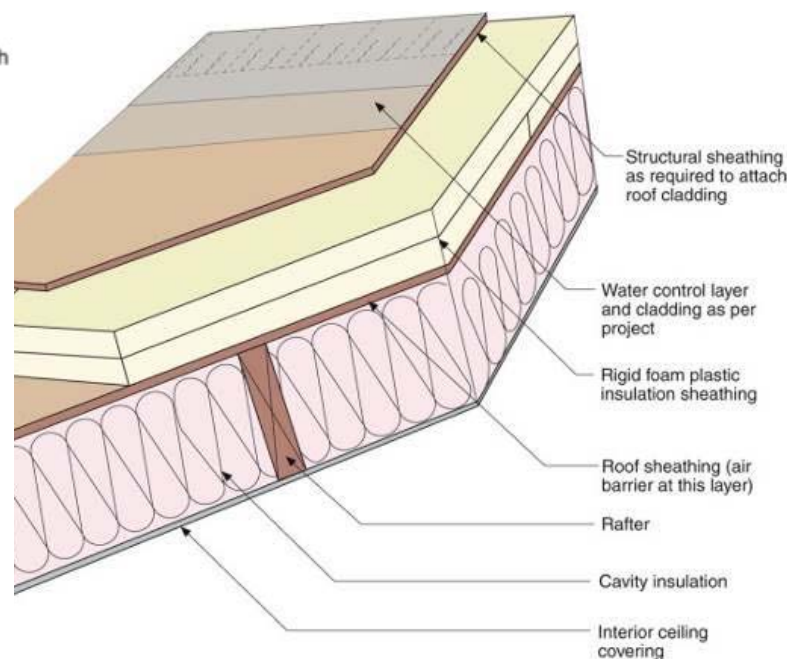 Structural sheathing
as required to attach
roof cladding
Water control layer
and cladding as per
project
Rigid foam plastic
insulation sheathing
Roof sheathing (air
barrier at this layer)
Rafter
Cavity insulation
Interior ceiling
covering